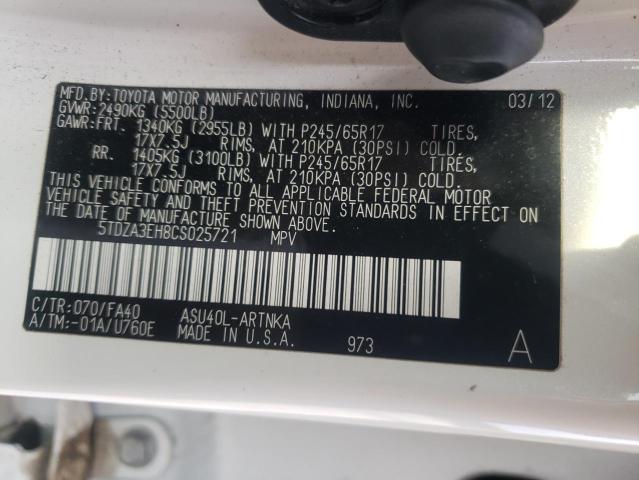 MFD.BY:TOYOTA MOTOR MANUFACTURING, INDIANA, INC. 03/12
GVWR:2490KG (5500LB)
GAWR:FRT. 1340KG (2955LB) WITH P245/65R17 TIRES,
17X7.5J RIMS, AT 210KPA (30PSI) COLD.
RR. 1405KG (3100LB) WITH P245/65R17 TIRES,
17X7.5J RIMS, AT 210KPA (30PSI) COLD.
THIS VEHICLE CONFORMS TO ALL APPLICABLE FEDERAL MOTOR
VEHICLE SAFETY AND THEFT PREVENTION STANDARDS IN EFFECT ON
THE DATE OF MANUFACTURE SHOWN ABOVE.
5TDZA3EH8CS025721 MPV
C/TR:070/FA40 ASU40L-ARTNKA
A/TM:-01A/U760E MADE IN U.S.A. 973 A